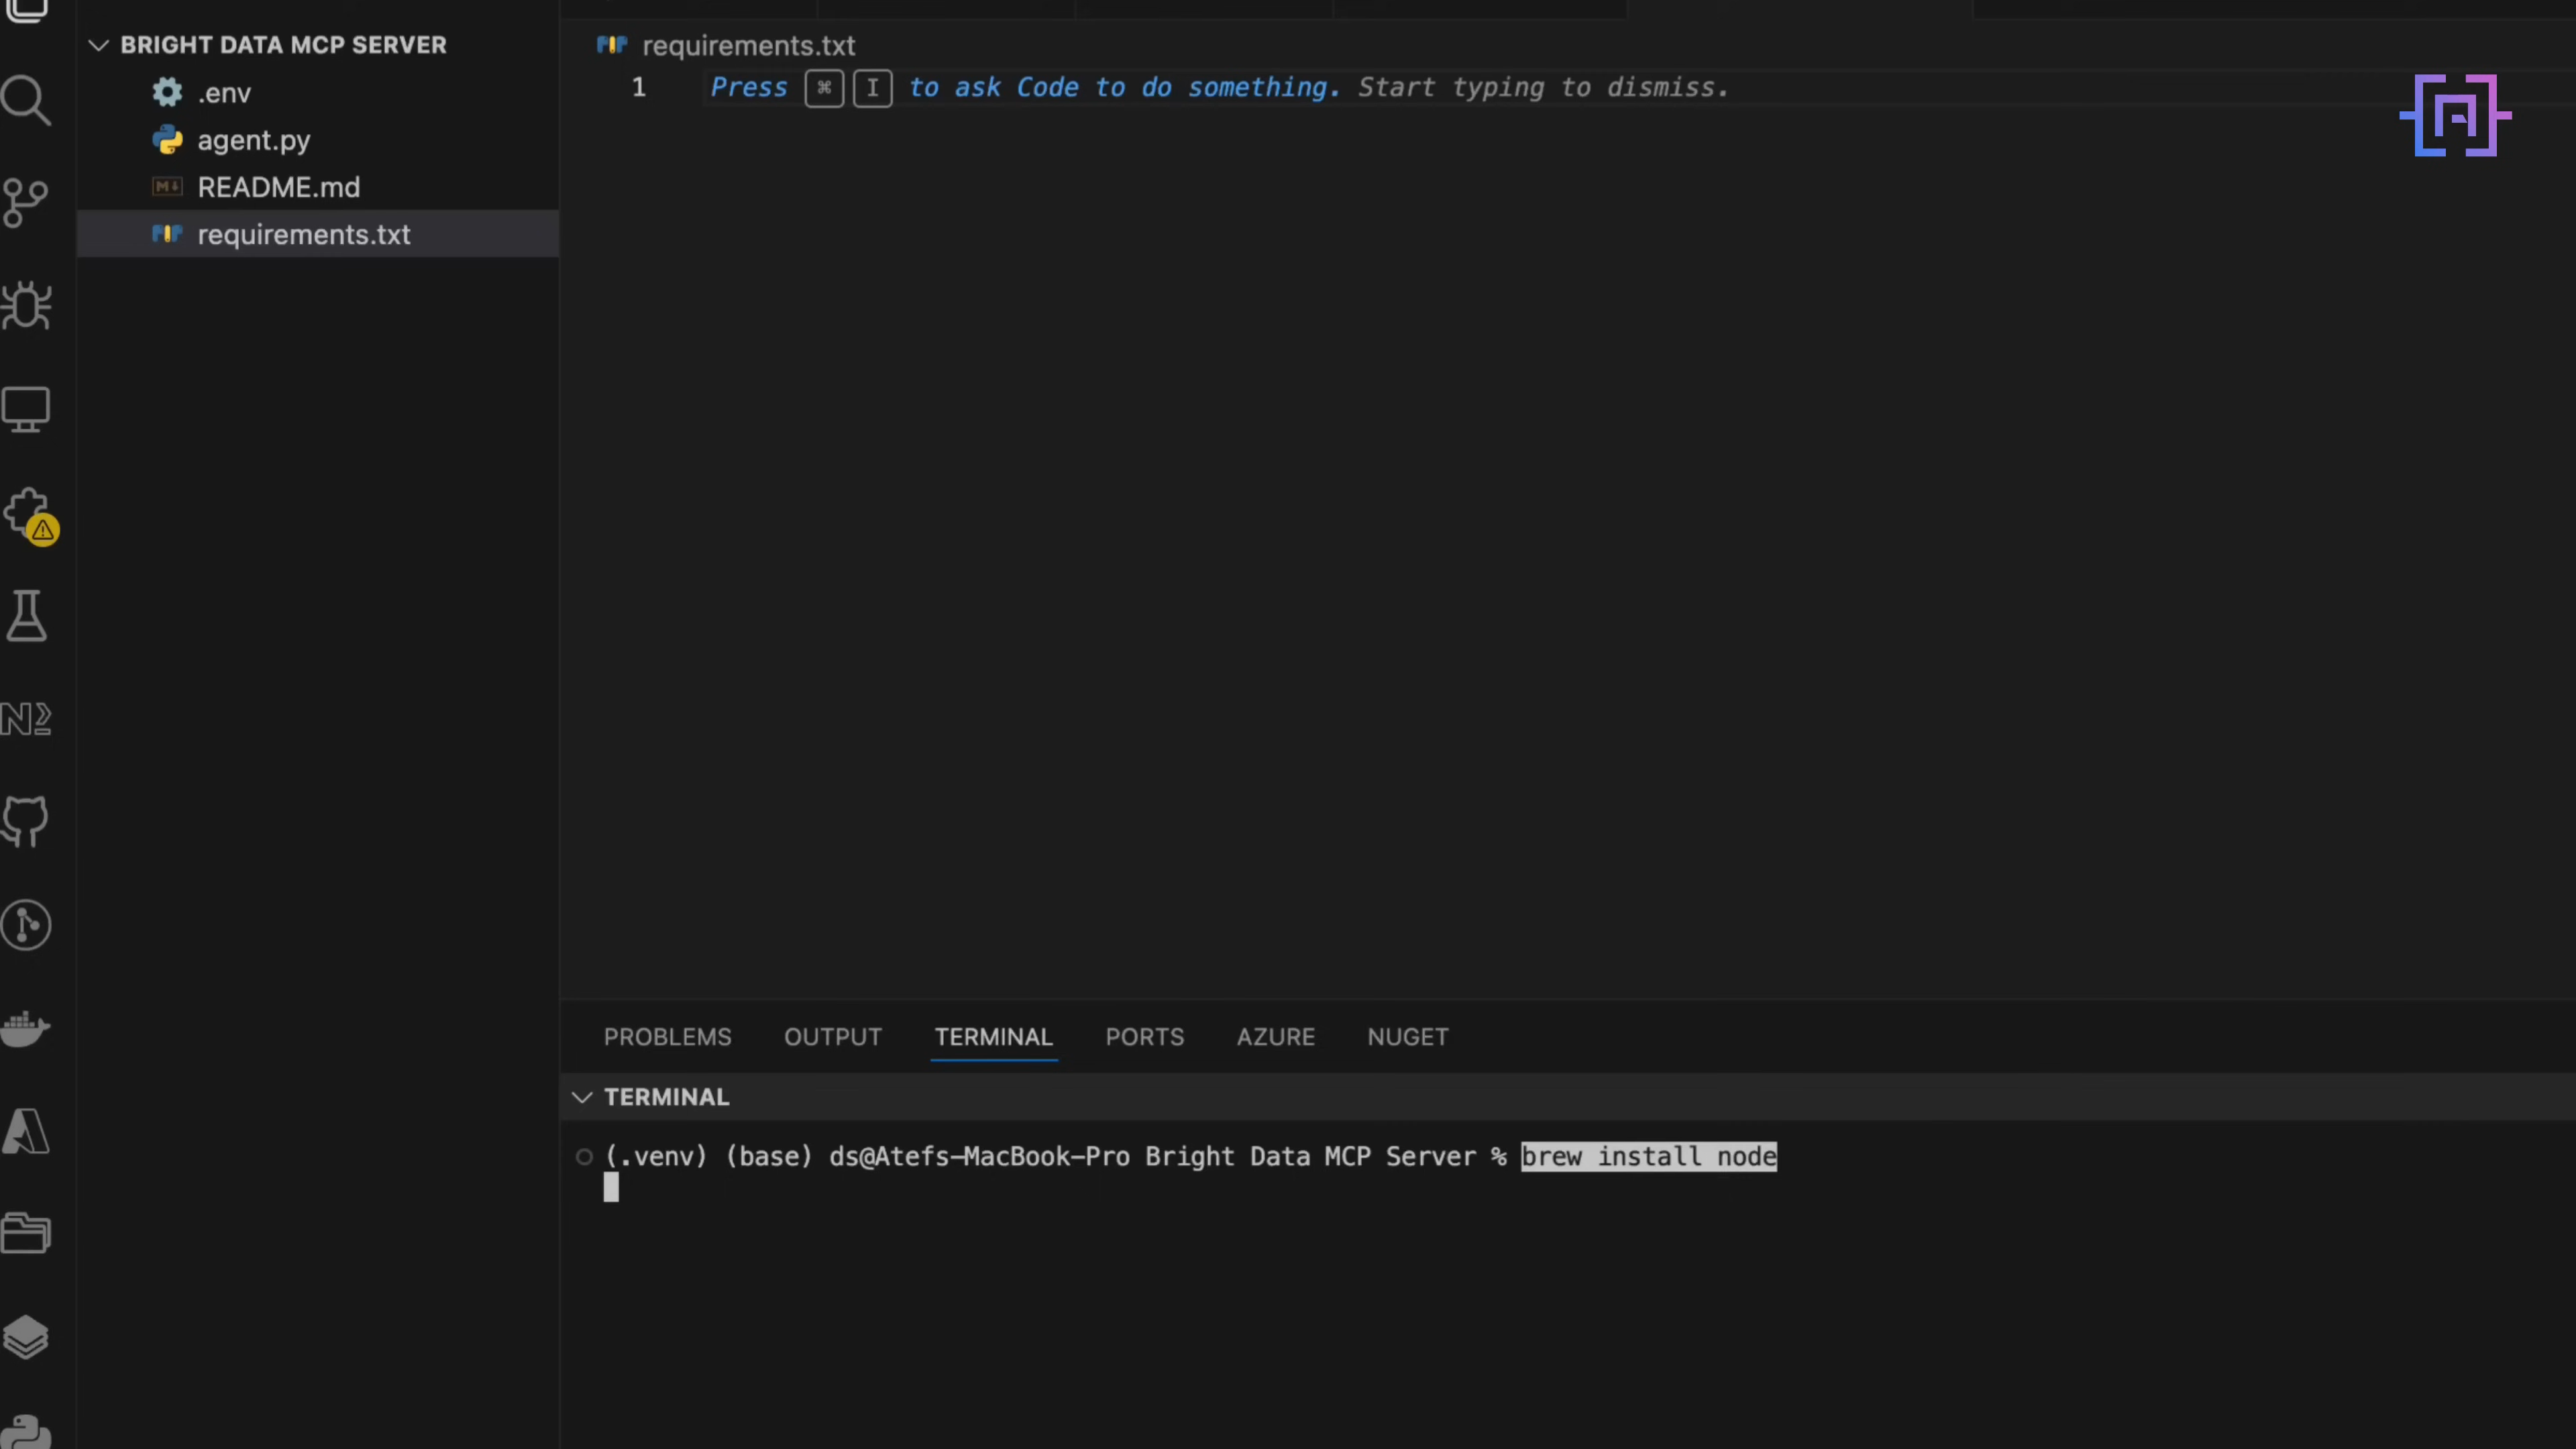 BRIGHT DATA MCP SERVER
.env
agent.py
README.md
requirements.txt
requirements.txt
1 Press ⌘ I to ask Code to do something. Start typing to dismiss.
PROBLEMS OUTPUT TERMINAL PORTS AZURE NUGET
TERMINAL
(.venv) (base) ds@Atefs-MacBook-Pro Bright Data MCP Server % brew install node